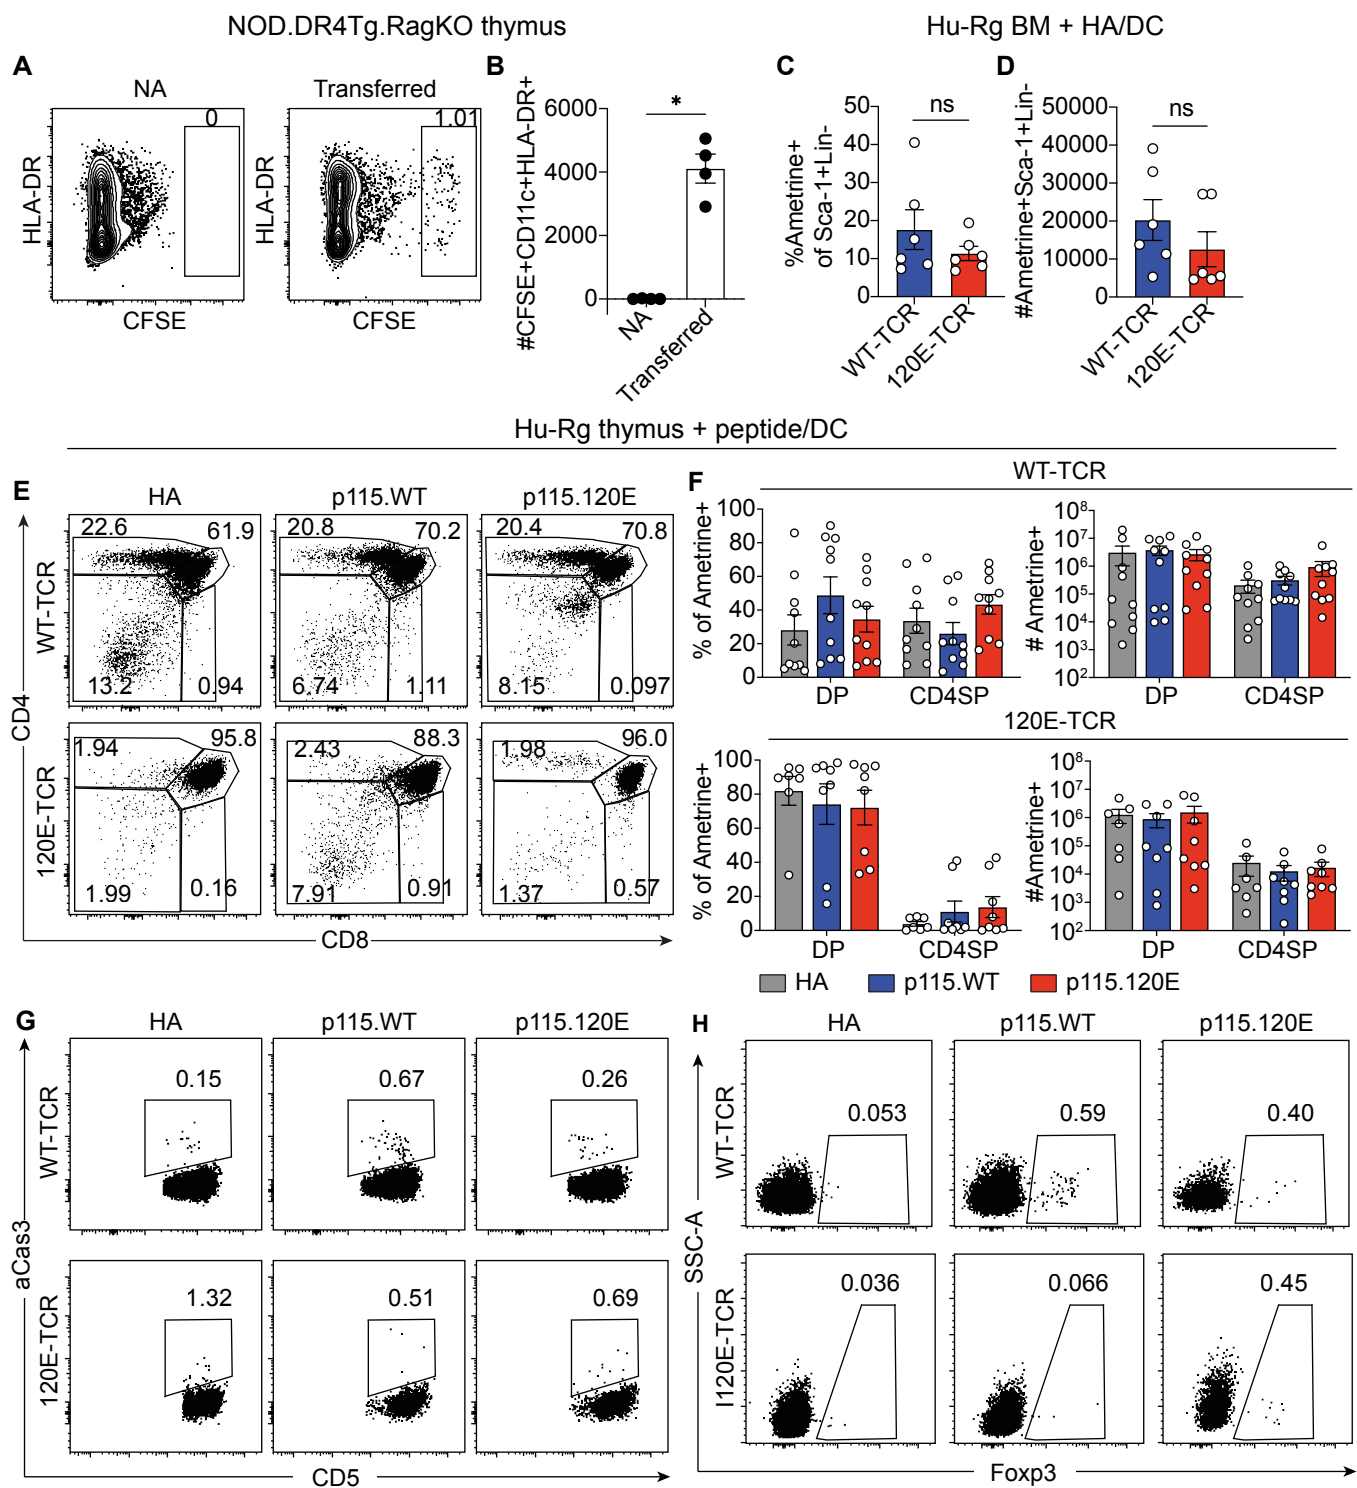 NOD.DR4Tg.RagKO thymus
Hu-Rg BM + HA/DC
A
NA
Transferred
0
1.01
HLA-DR
HLA-DR
CFSE
CFSE
B
#CFSE+CD11c+HLA-DR+
6000
4000
2000
0
*
NA
Transferred
C
%Ametrine+
of Sca-1+Lin-
50
40
30
20
10
0
ns
WT-TCR
120E-TCR
D
#Ametrine+Sca-1+Lin-
50000
40000
30000
20000
10000
0
ns
WT-TCR
120E-TCR
Hu-Rg thymus + peptide/DC
E
HA
p115.WT
p115.120E
WT-TCR
22.6
61.9
13.2
0.94
20.8
70.2
6.74
1.11
20.4
70.8
8.15
0.097
CD4
120E-TCR
1.94
95.8
1.99
0.16
2.43
88.3
7.91
0.91
1.98
96.0
1.37
0.57
CD8
F
WT-TCR
% of Ametrine+
100
80
60
40
20
0
DP
CD4SP
# Ametrine+
10⁸
10⁷
10⁶
10⁵
10⁴
10³
10²
DP
CD4SP
120E-TCR
% of Ametrine+
100
80
60
40
20
0
DP
CD4SP
#Ametrine+
10⁸
10⁷
10⁶
10⁵
10⁴
10³
10²
DP
CD4SP
HA
p115.WT
p115.120E
G
HA
p115.WT
p115.120E
WT-TCR
0.15
0.67
0.26
aCas3
120E-TCR
1.32
0.51
0.69
CD5
H
HA
p115.WT
p115.120E
WT-TCR
0.053
0.59
0.40
SSC-A
I120E-TCR
0.036
0.066
0.45
Foxp3